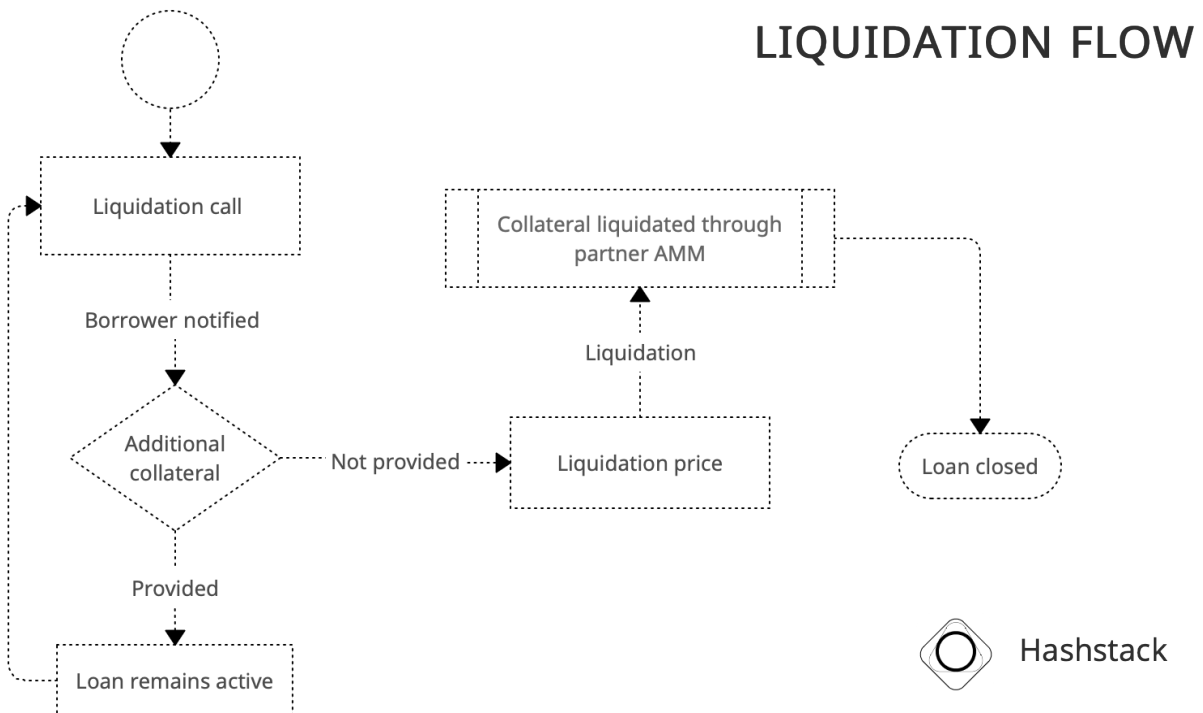 LIQUIDATION FLOW
Liquidation call
Collateral liquidated through
partner AMM
Borrower notified
Liquidation
Additional
collateral
Not provided
Liquidation price
Loan closed
Provided
Hashstack
Loan remains active